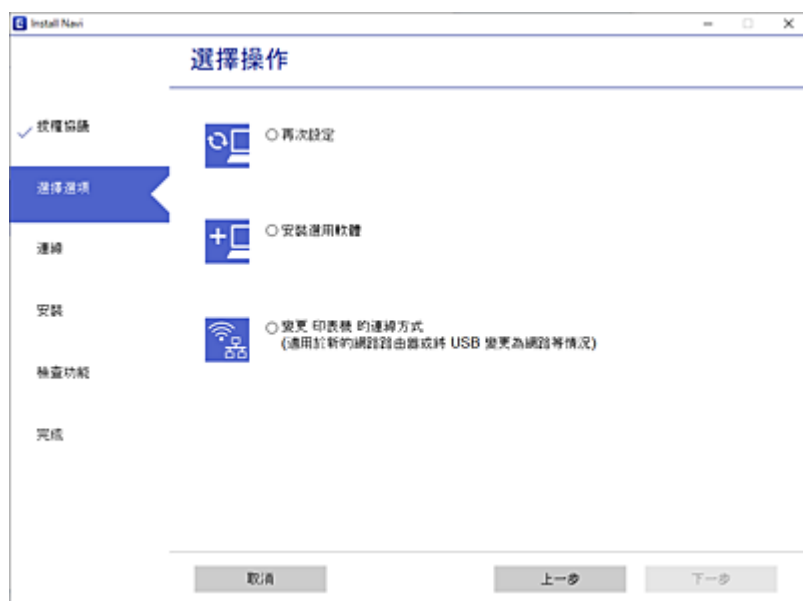 Install Navi
選擇操作
授權協議
選擇選項
連線
安裝
檢查功能
完成
再次設定
安裝選用軟體
變更 印表機 的連線方式
(適用於新的網路路由器或將 USB 變更為網路等情況)
取消
上一步
下一步